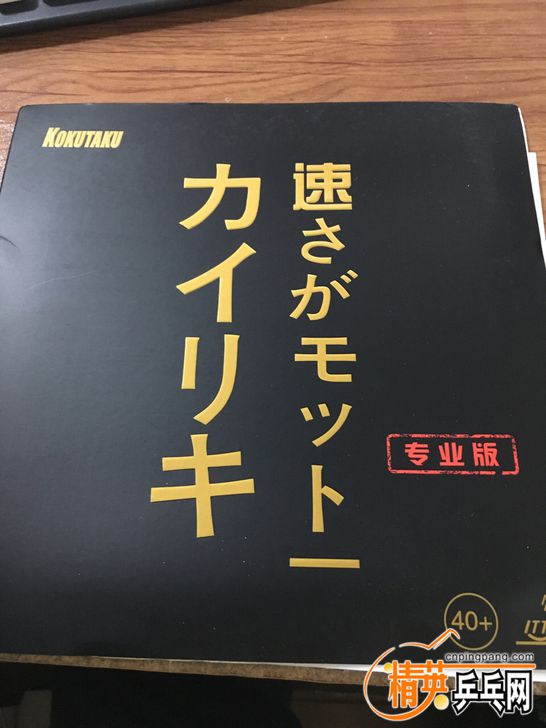 KOKUTAKU
速さがモットー
カイリキ
专业版
40+
ITT
cnpingpang.com
精英乒乓网